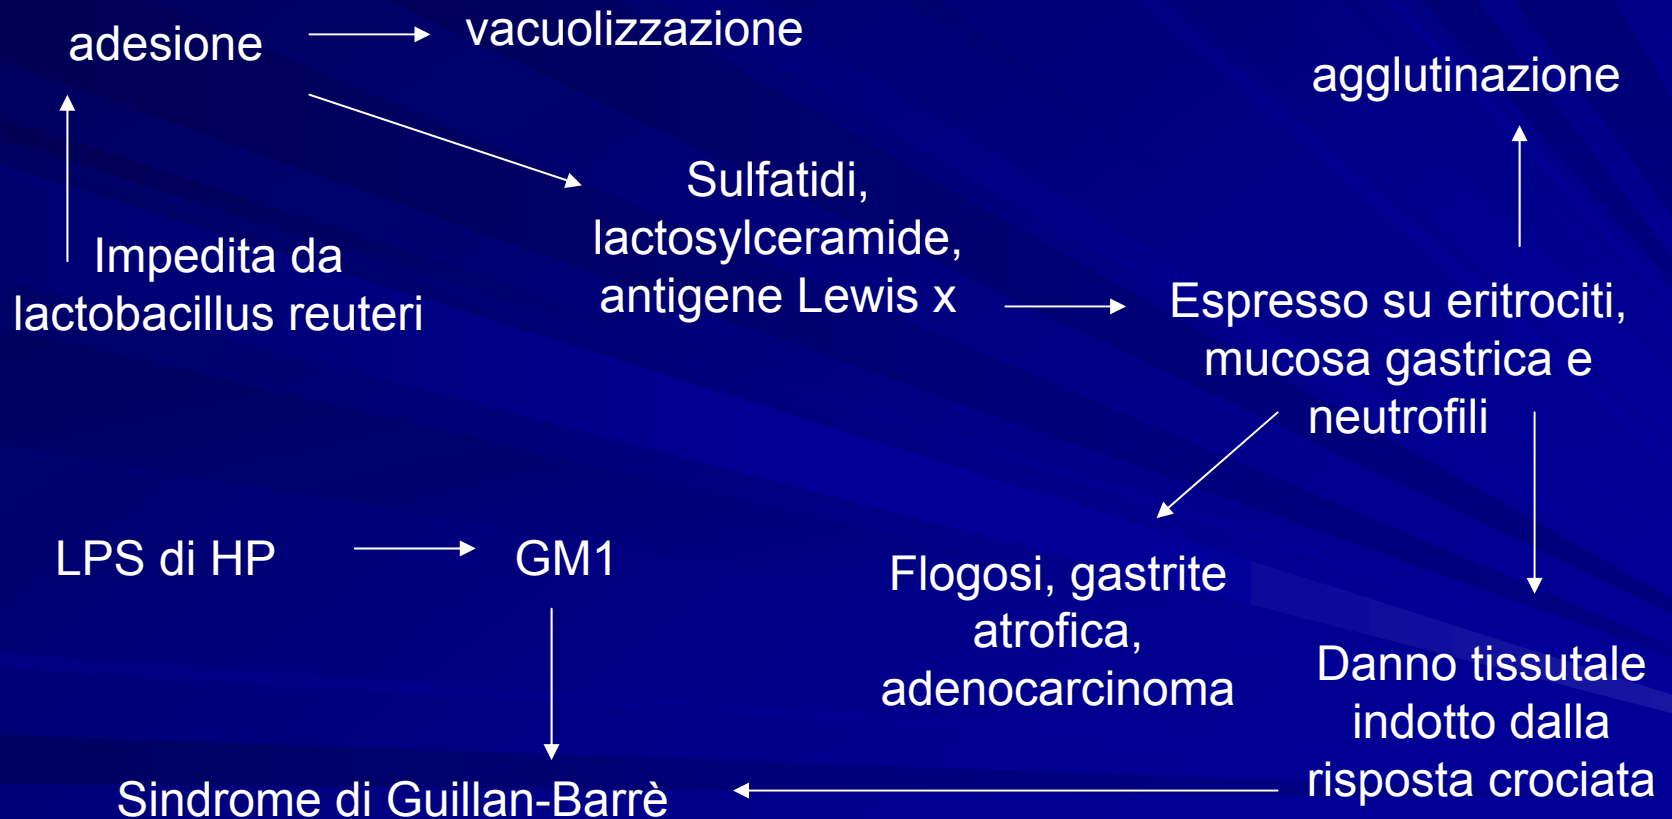 adesione
vacuolizzazione
agglutinazione
Sulfatidi,
lactosylceramide,
antigene Lewis x
Impedita da
lactobacillus reuteri
Espresso su eritrociti,
mucosa gastrica e
neutrofili
LPS di HP
GM1
Flogosi, gastrite
atrofica,
adenocarcinoma
Danno tissutale
indotto dalla
risposta crociata
Sindrome di Guillan-Barrè